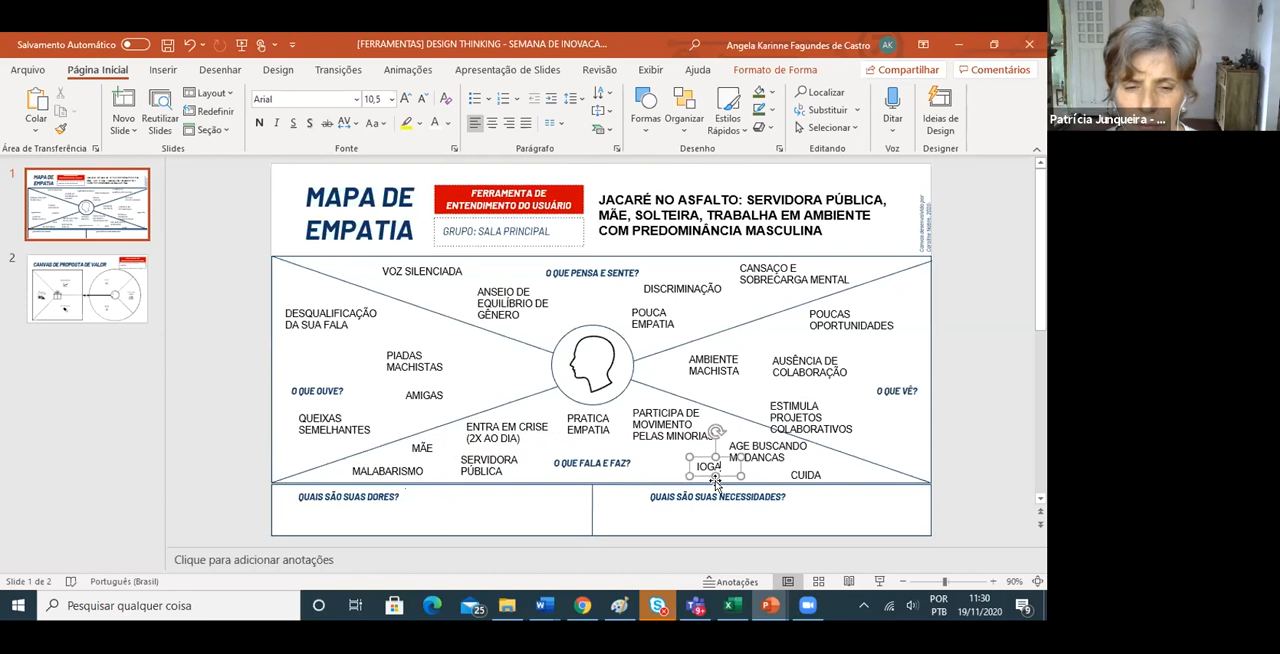 Salvamento Automático
[FERRAMENTAS] DESIGN THINKING - SEMANA DE INOVACA...
Angela Karinne Fagundes de Castro
AK
Arquivo
Página Inicial
Inserir
Desenhar
Design
Transições
Animações
Apresentação de Slides
Revisão
Exibir
Ajuda
Formato de Forma
Compartilhar
Comentários
Colar
Novo
Slide
Reutilizar
Slides
Layout
Redefinir
Seção
Arial
10,5
Formas
Organizar
Estilos
Rápidos
Localizar
Substituir
Selecionar
Ditar
Ideias de
Design
Área de Transferência
Slides
Fonte
Parágrafo
Desenho
Editando
Voz
Designer
Patrícia Junqueira - ...
1
2
CANVAS DE PROPOSTA DE VALOR
MAPA DE
EMPATIA
FERRAMENTA DE
ENTENDIMENTO DO USUÁRIO
GRUPO: SALA PRINCIPAL
JACARÉ NO ASFALTO: SERVIDORA PÚBLICA,
MÃE, SOLTEIRA, TRABALHA EM AMBIENTE
COM PREDOMINÂNCIA MASCULINA
VOZ SILENCIADA
O QUE PENSA E SENTE?
CANSAÇO E
SOBRECARGA MENTAL
ANSEIO DE
EQUILÍBRIO DE
GÊNERO
DISCRIMINAÇÃO
DESQUALIFICAÇÃO
DA SUA FALA
POUCA
EMPATIA
POUCAS
OPORTUNIDADES
PIADAS
MACHISTAS
AMBIENTE
MACHISTA
AUSÊNCIA DE
COLABORAÇÃO
O QUE OUVE?
AMIGAS
O QUE VÊ?
QUEIXAS
SEMELHANTES
ENTRA EM CRISE
(2X AO DIA)
PRATICA
EMPATIA
PARTICIPA DE
MOVIMENTO
PELAS MINORIAS
ESTIMULA
PROJETOS
COLABORATIVOS
MÃE
AGE BUSCANDO
MUDANCAS
MALABARISMO
SERVIDORA
PÚBLICA
O QUE FALA E FAZ?
IOGA
CUIDA
QUAIS SÃO SUAS DORES?
QUAIS SÃO SUAS NECESSIDADES?
Clique para adicionar anotações
Slide 1 de 2
Português (Brasil)
Anotações
90%
Pesquisar qualquer coisa
25
9+
POR
PTB
11:30
19/11/2020
9